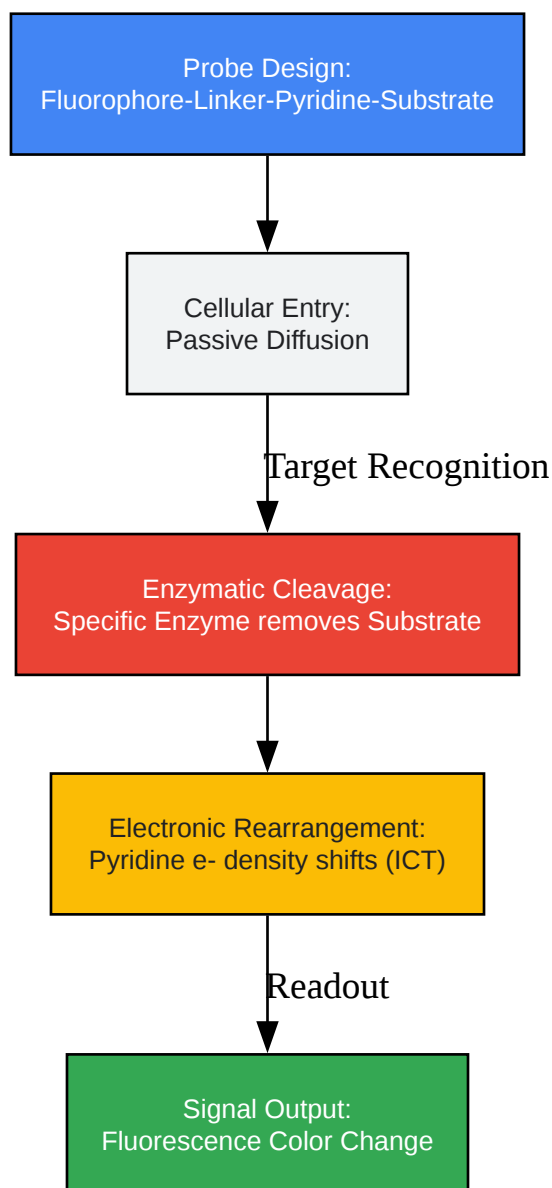 Probe Design:
Fluorophore-Linker-Pyridine-Substrate
Cellular Entry:
Passive Diffusion
Target Recognition
Enzymatic Cleavage:
Specific Enzyme removes Substrate
Electronic Rearrangement:
Pyridine e- density shifts (ICT)
Readout
Signal Output:
Fluorescence Color Change